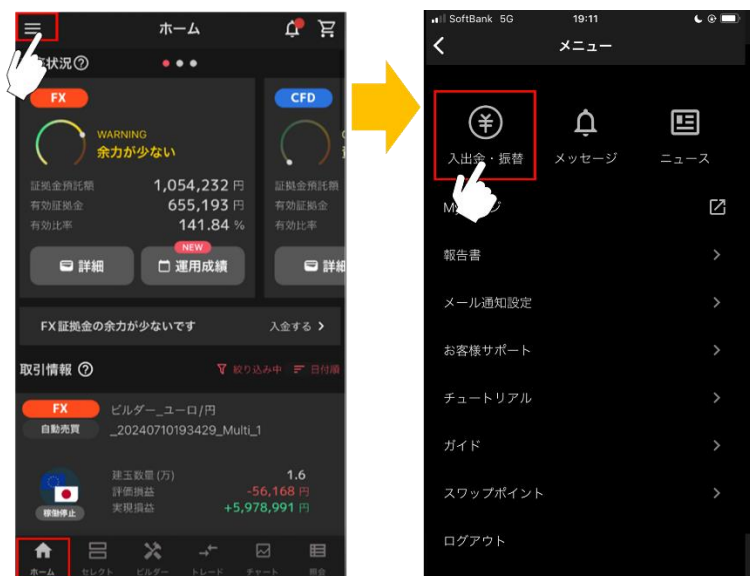 ホーム
状況?
FX
WARNING
余力が少ない
証拠金預託額 1,054,232 円
有効証拠金 655,193 円
有効比率 141.84 %
NEW
詳細
運用成績
CFD
証拠金預託額
有効証拠金
有効比率
詳細
FX証拠金の余力が少ないです 入金する
取引情報 ? 絞り込み中 日付順
FX ビルダー_ユーロ/円
自動売買 _20240710193429_Multi_1
建玉数量(万) 1.6
評価損益 -56,168 円
実現損益 +5,978,991 円
稼働停止
ホーム セレクト ビルダー トレード チャート 照会
SoftBank 5G 19:11
メニュー
入出金・振替 メッセージ ニュース
報告書
メール通知設定
お客様サポート
チュートリアル
ガイド
スワップポイント
ログアウト